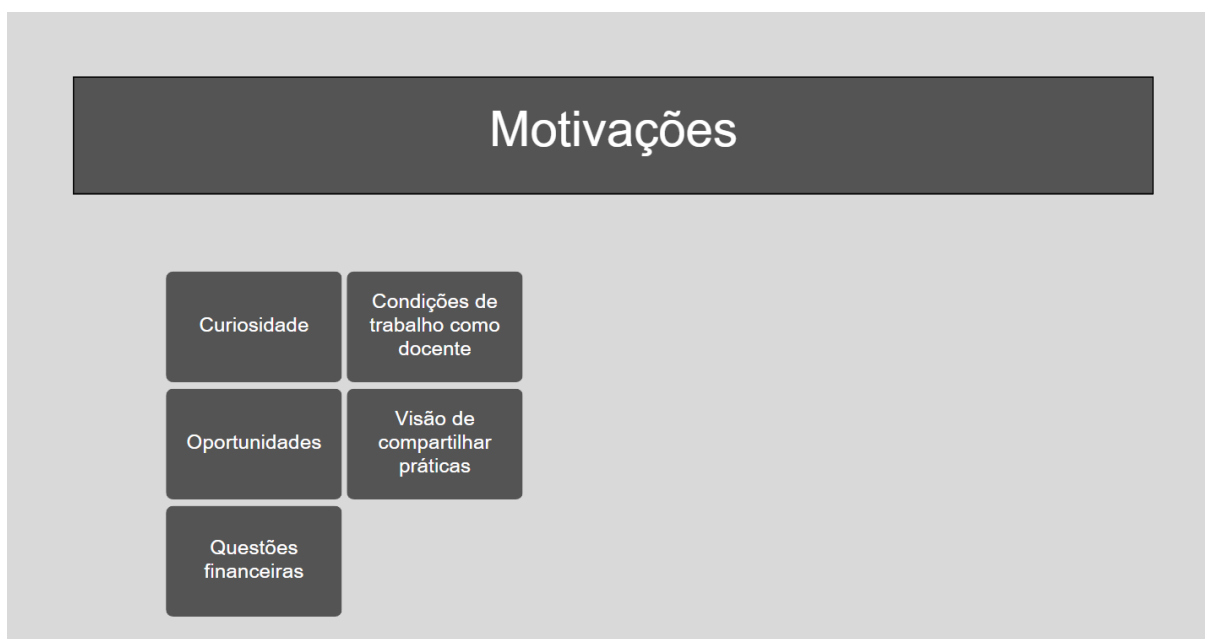 Motivações
Curiosidade
Condições de
trabalho como
docente
Oportunidades
Visão de
compartilhar
práticas
Questões
financeiras